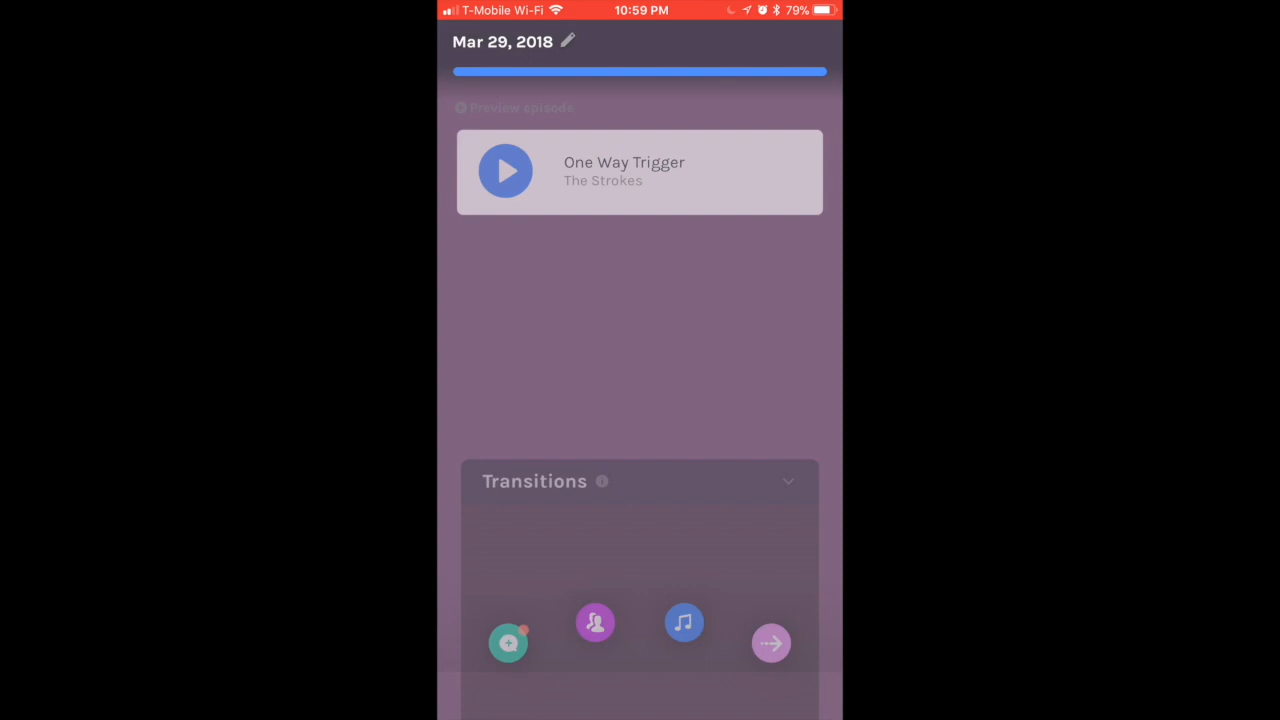 T-Mobile Wi-Fi 10:59 PM 79%
Mar 29, 2018
Preview episode
One Way Trigger
The Strokes
Transitions